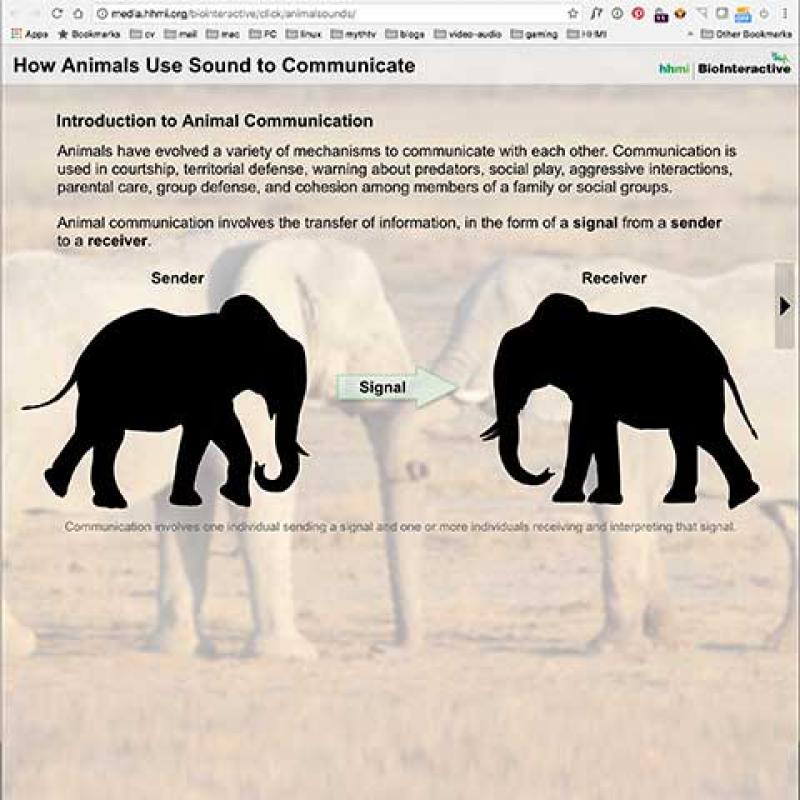 media.hhmi.org/biointeractive/click/animalsounds/
Apps Bookmarks cv mail mac PC linux mythtv blogs video-audio gaming HHMI Other Bookmarks
How Animals Use Sound to Communicate
hhmi BioInteractive
Introduction to Animal Communication
Animals have evolved a variety of mechanisms to communicate with each other. Communication is
used in courtship, territorial defense, warning about predators, social play, aggressive interactions,
parental care, group defense, and cohesion among members of a family or social groups.
Animal communication involves the transfer of information, in the form of a signal from a sender
to a receiver.
Sender
Receiver
Signal
Communication involves one individual sending a signal and one or more individuals receiving and interpreting that signal.